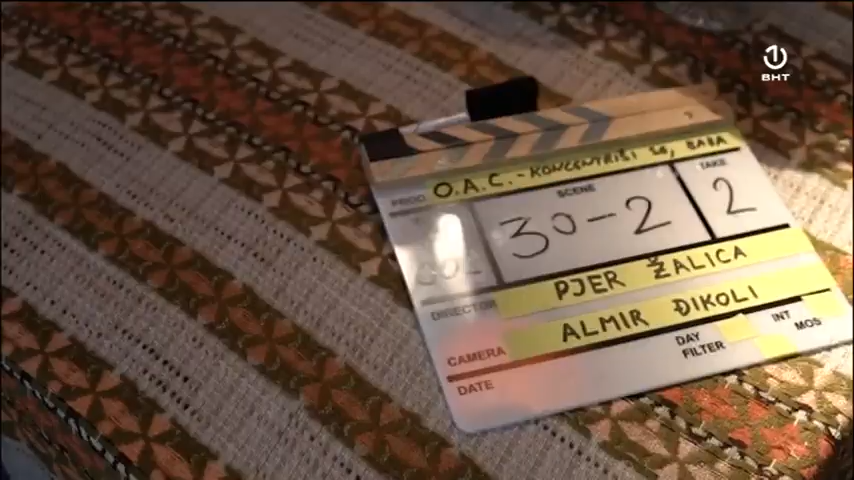 BHT
PROD. O.A.C. - KONCENTRIŠI SE, BABA
SCENE TAKE
30-2 2
DIRECTOR PJER ŽALICA
CAMERA ALMIR ĐIKOLI
DATE DAY INT
FILTER MOS